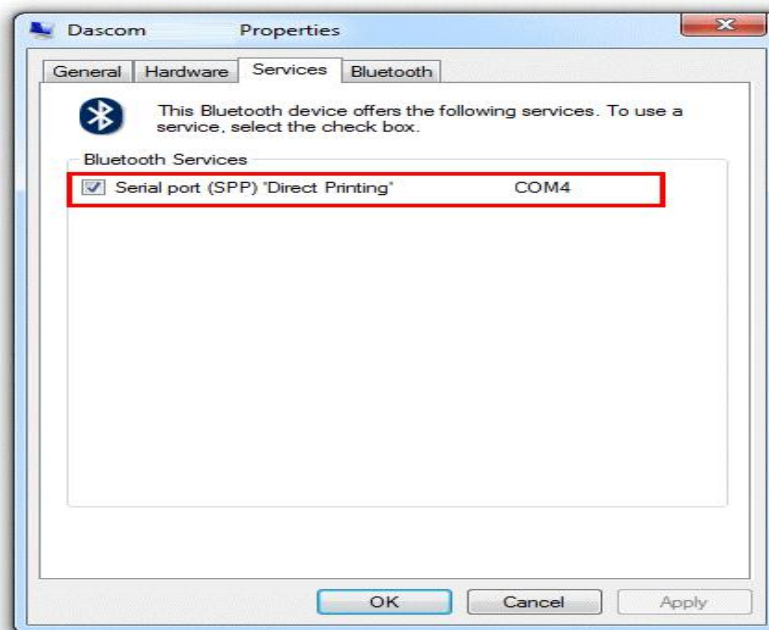 Dascom Properties
General Hardware Services Bluetooth
This Bluetooth device offers the following services. To use a
service, select the check box.
Bluetooth Services
Serial port (SPP) 'Direct Printing' COM4
OK Cancel Apply